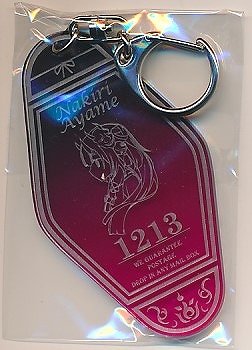 Nakiri
Ayame
1213
WE GUARANTEE
POSTAGE.
DROP IN ANY MAIL BOX.